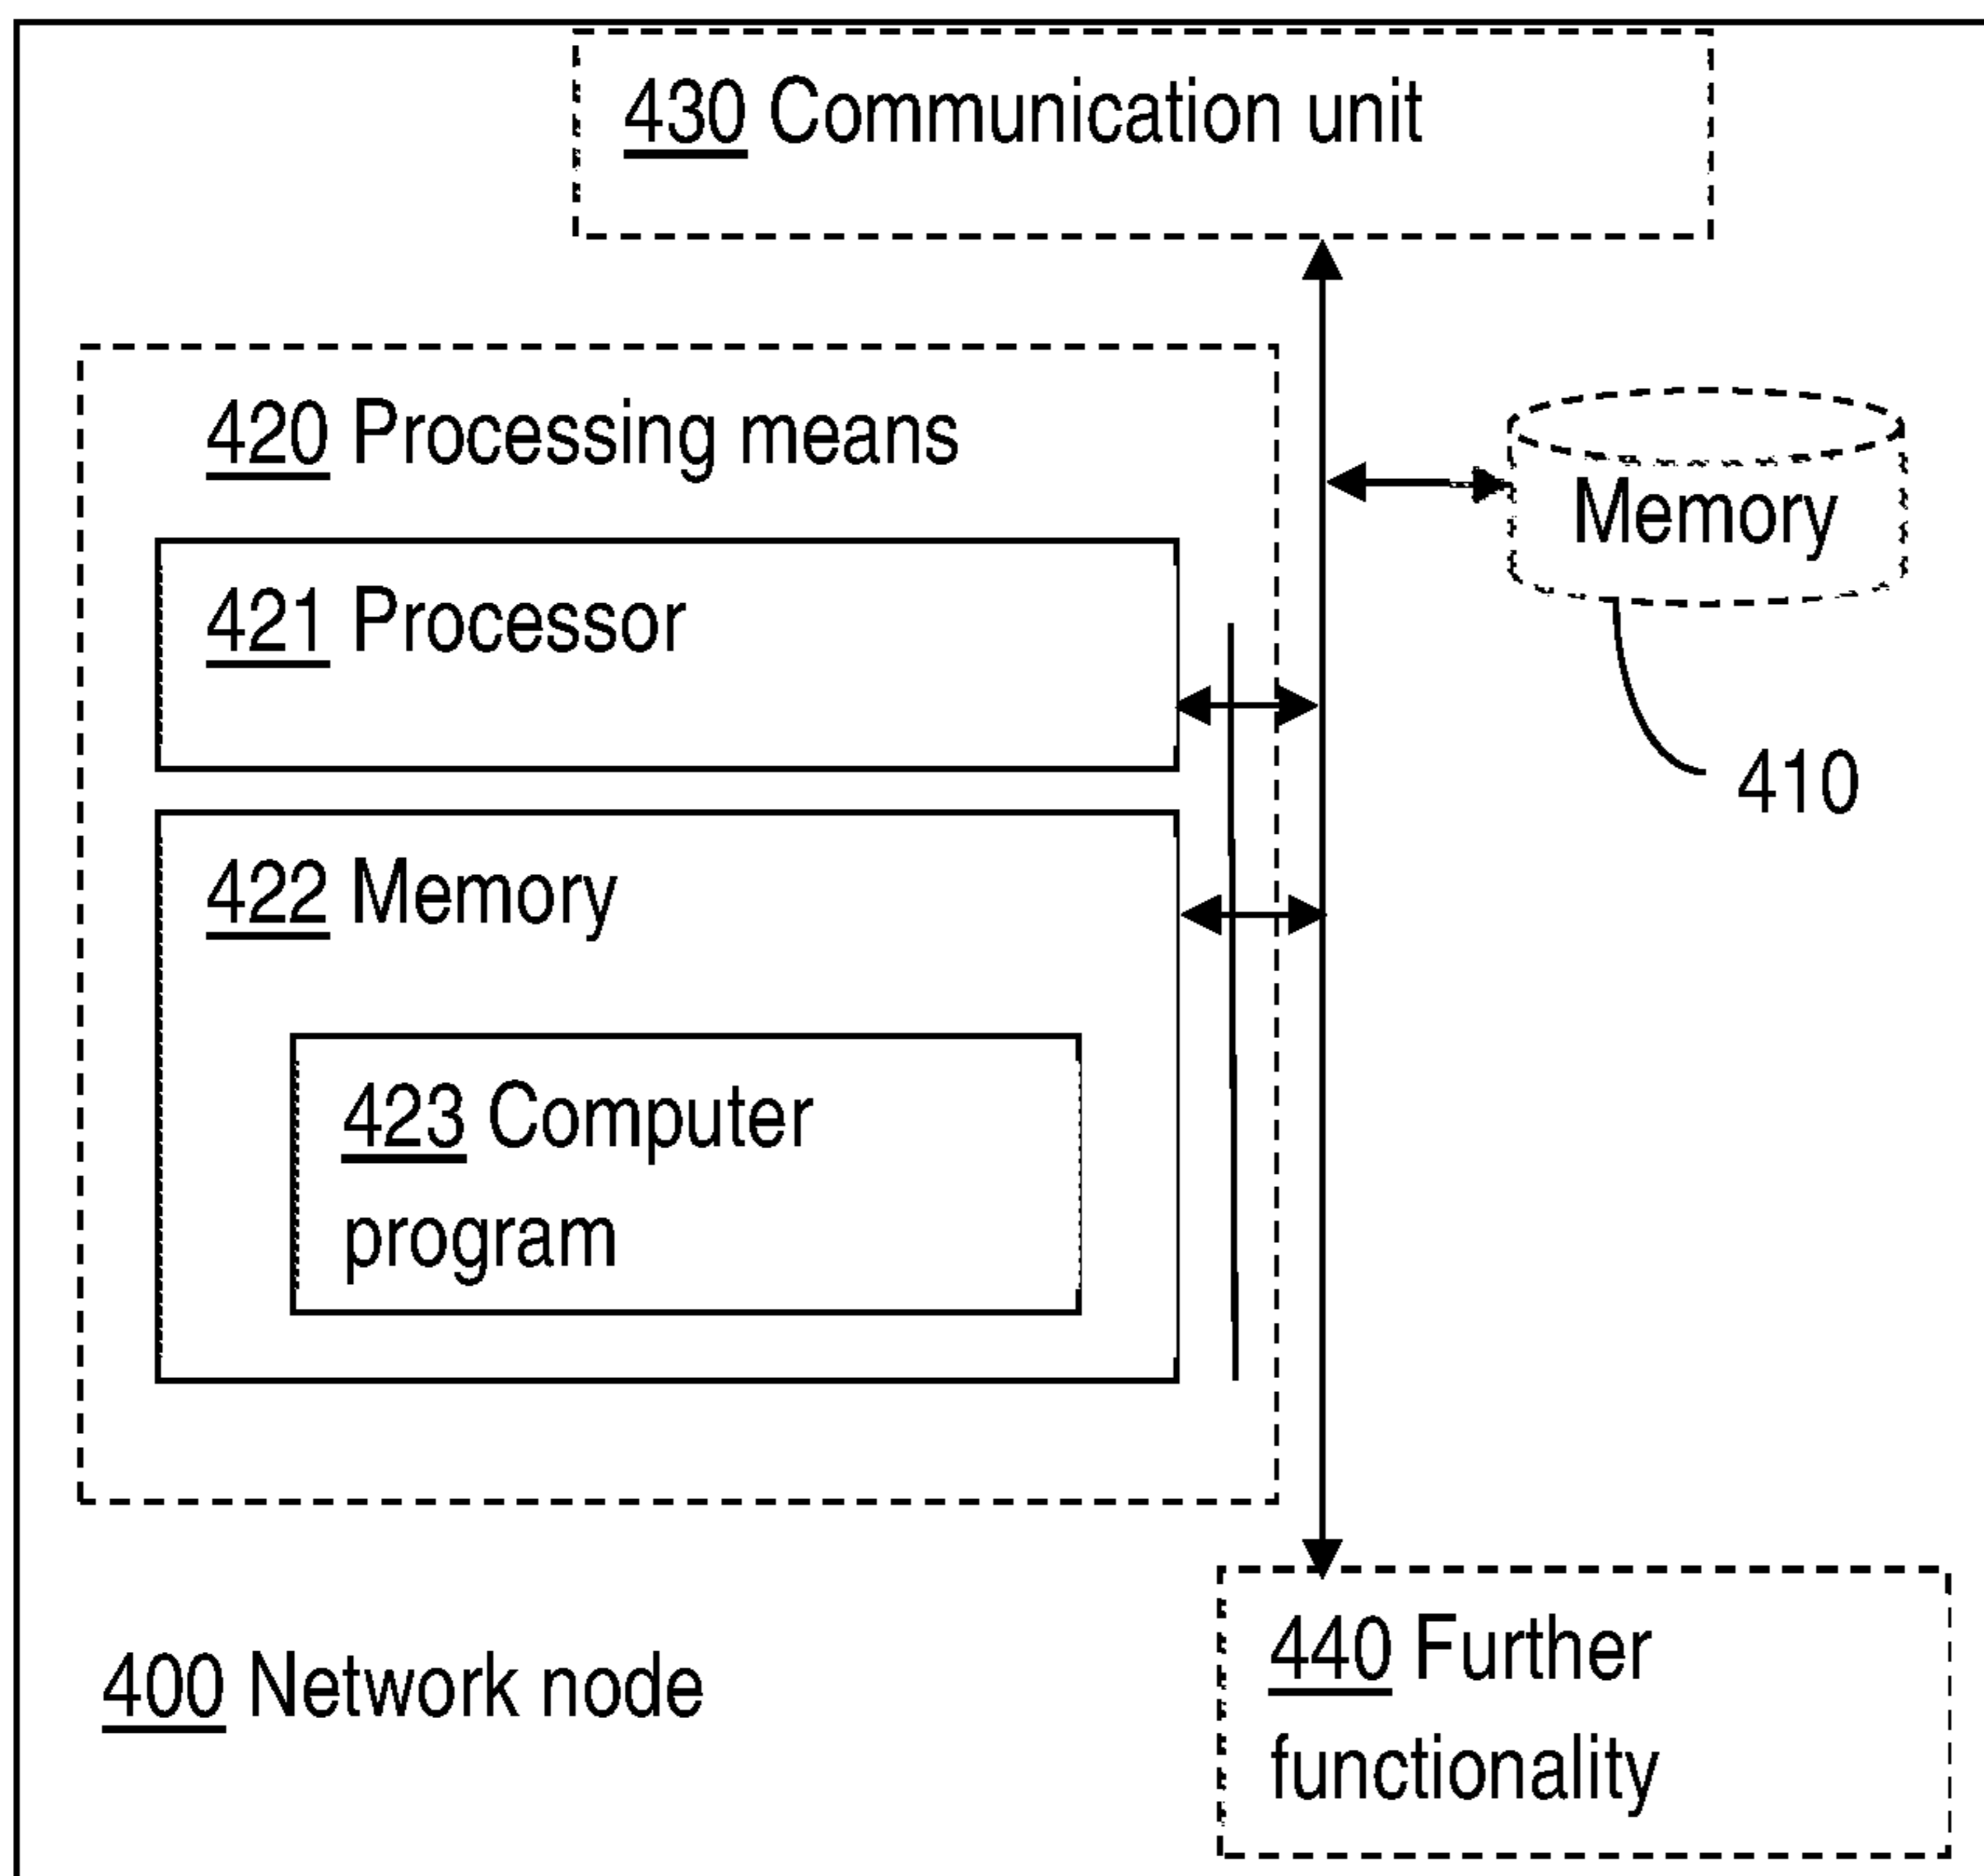 430 Communication unit
420 Processing means
Memory
421 Processor
410
422 Memory
423 Computer
program
400 Network node
440 Further
functionality